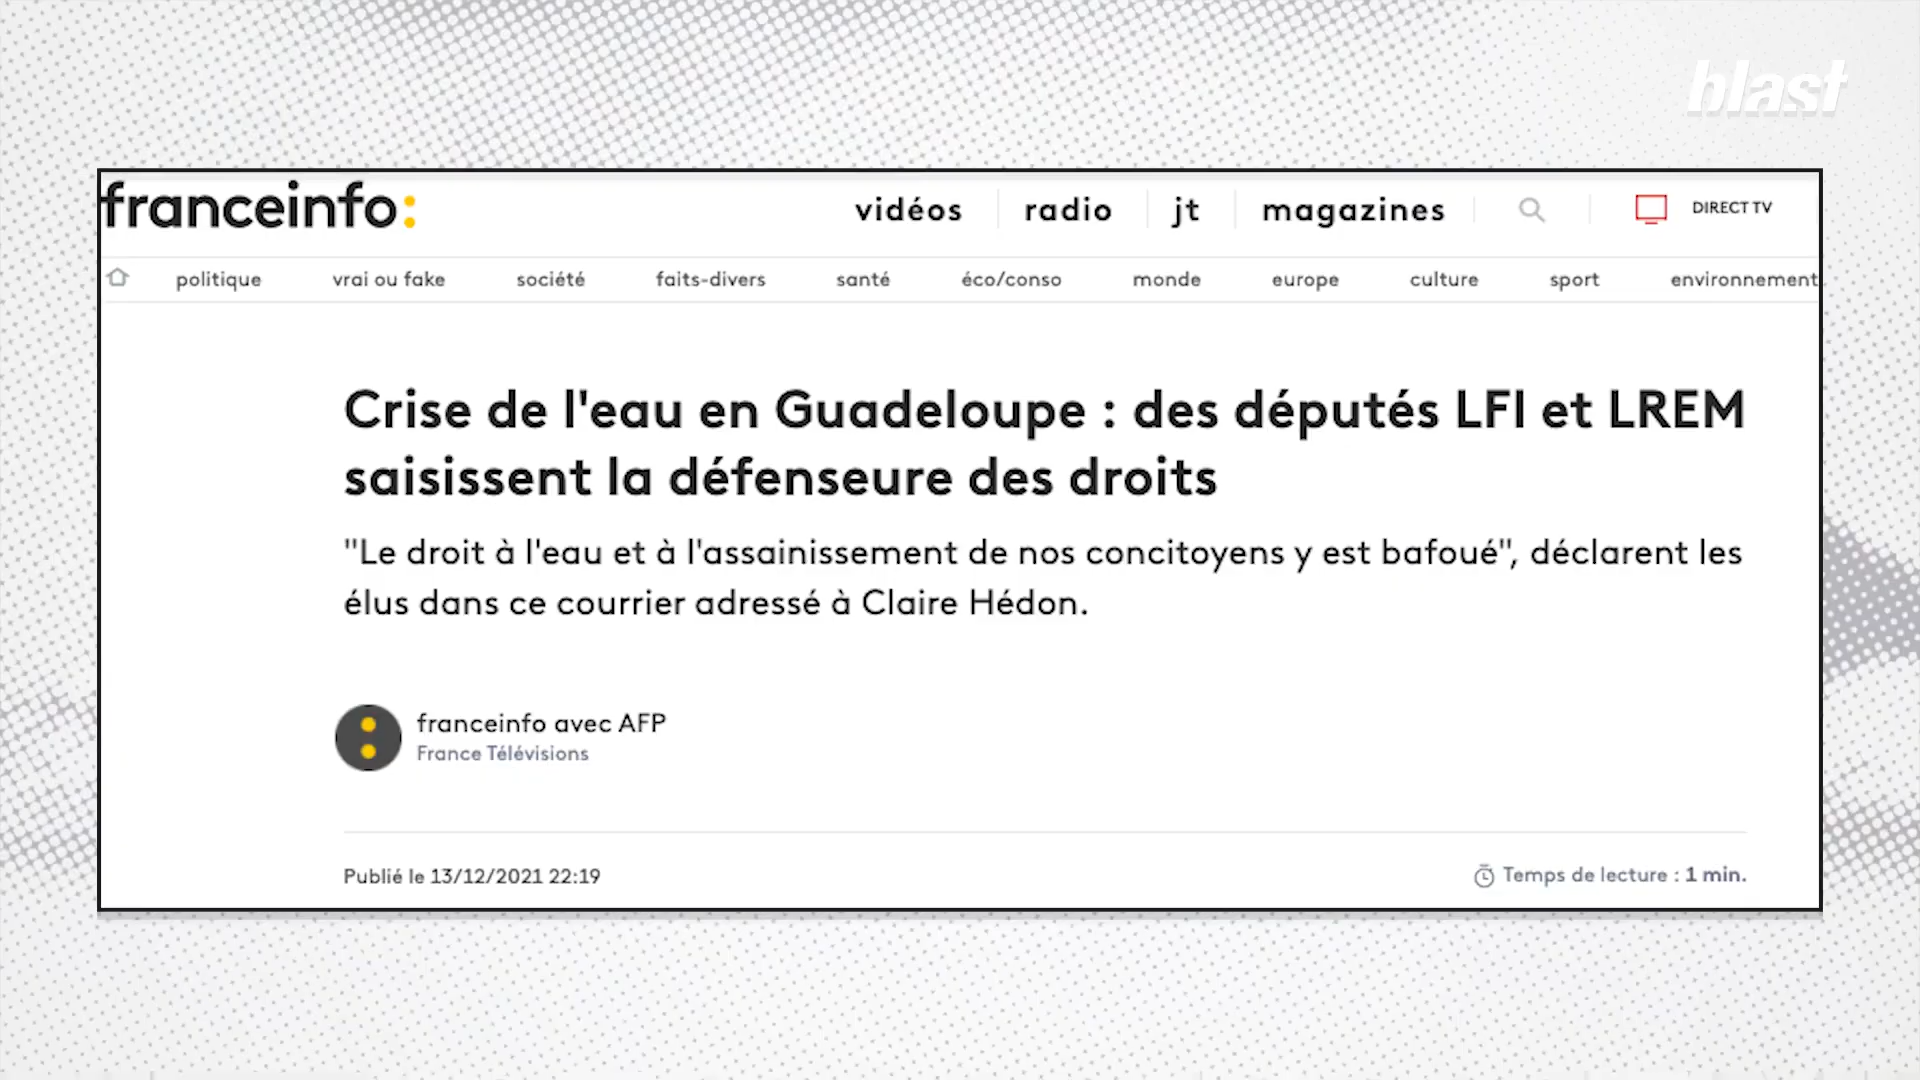 blast
franceinfo:
vidéos radio jt magazines DIRECT TV
politique vrai ou fake société faits-divers santé éco/conso monde europe culture sport environnement
Crise de l'eau en Guadeloupe : des députés LFI et LREM
saisissent la défenseure des droits
"Le droit à l'eau et à l'assainissement de nos concitoyens y est bafoué", déclarent les
élus dans ce courrier adressé à Claire Hédon.
franceinfo avec AFP
France Télévisions
Publié le 13/12/2021 22:19
Temps de lecture : 1 min.